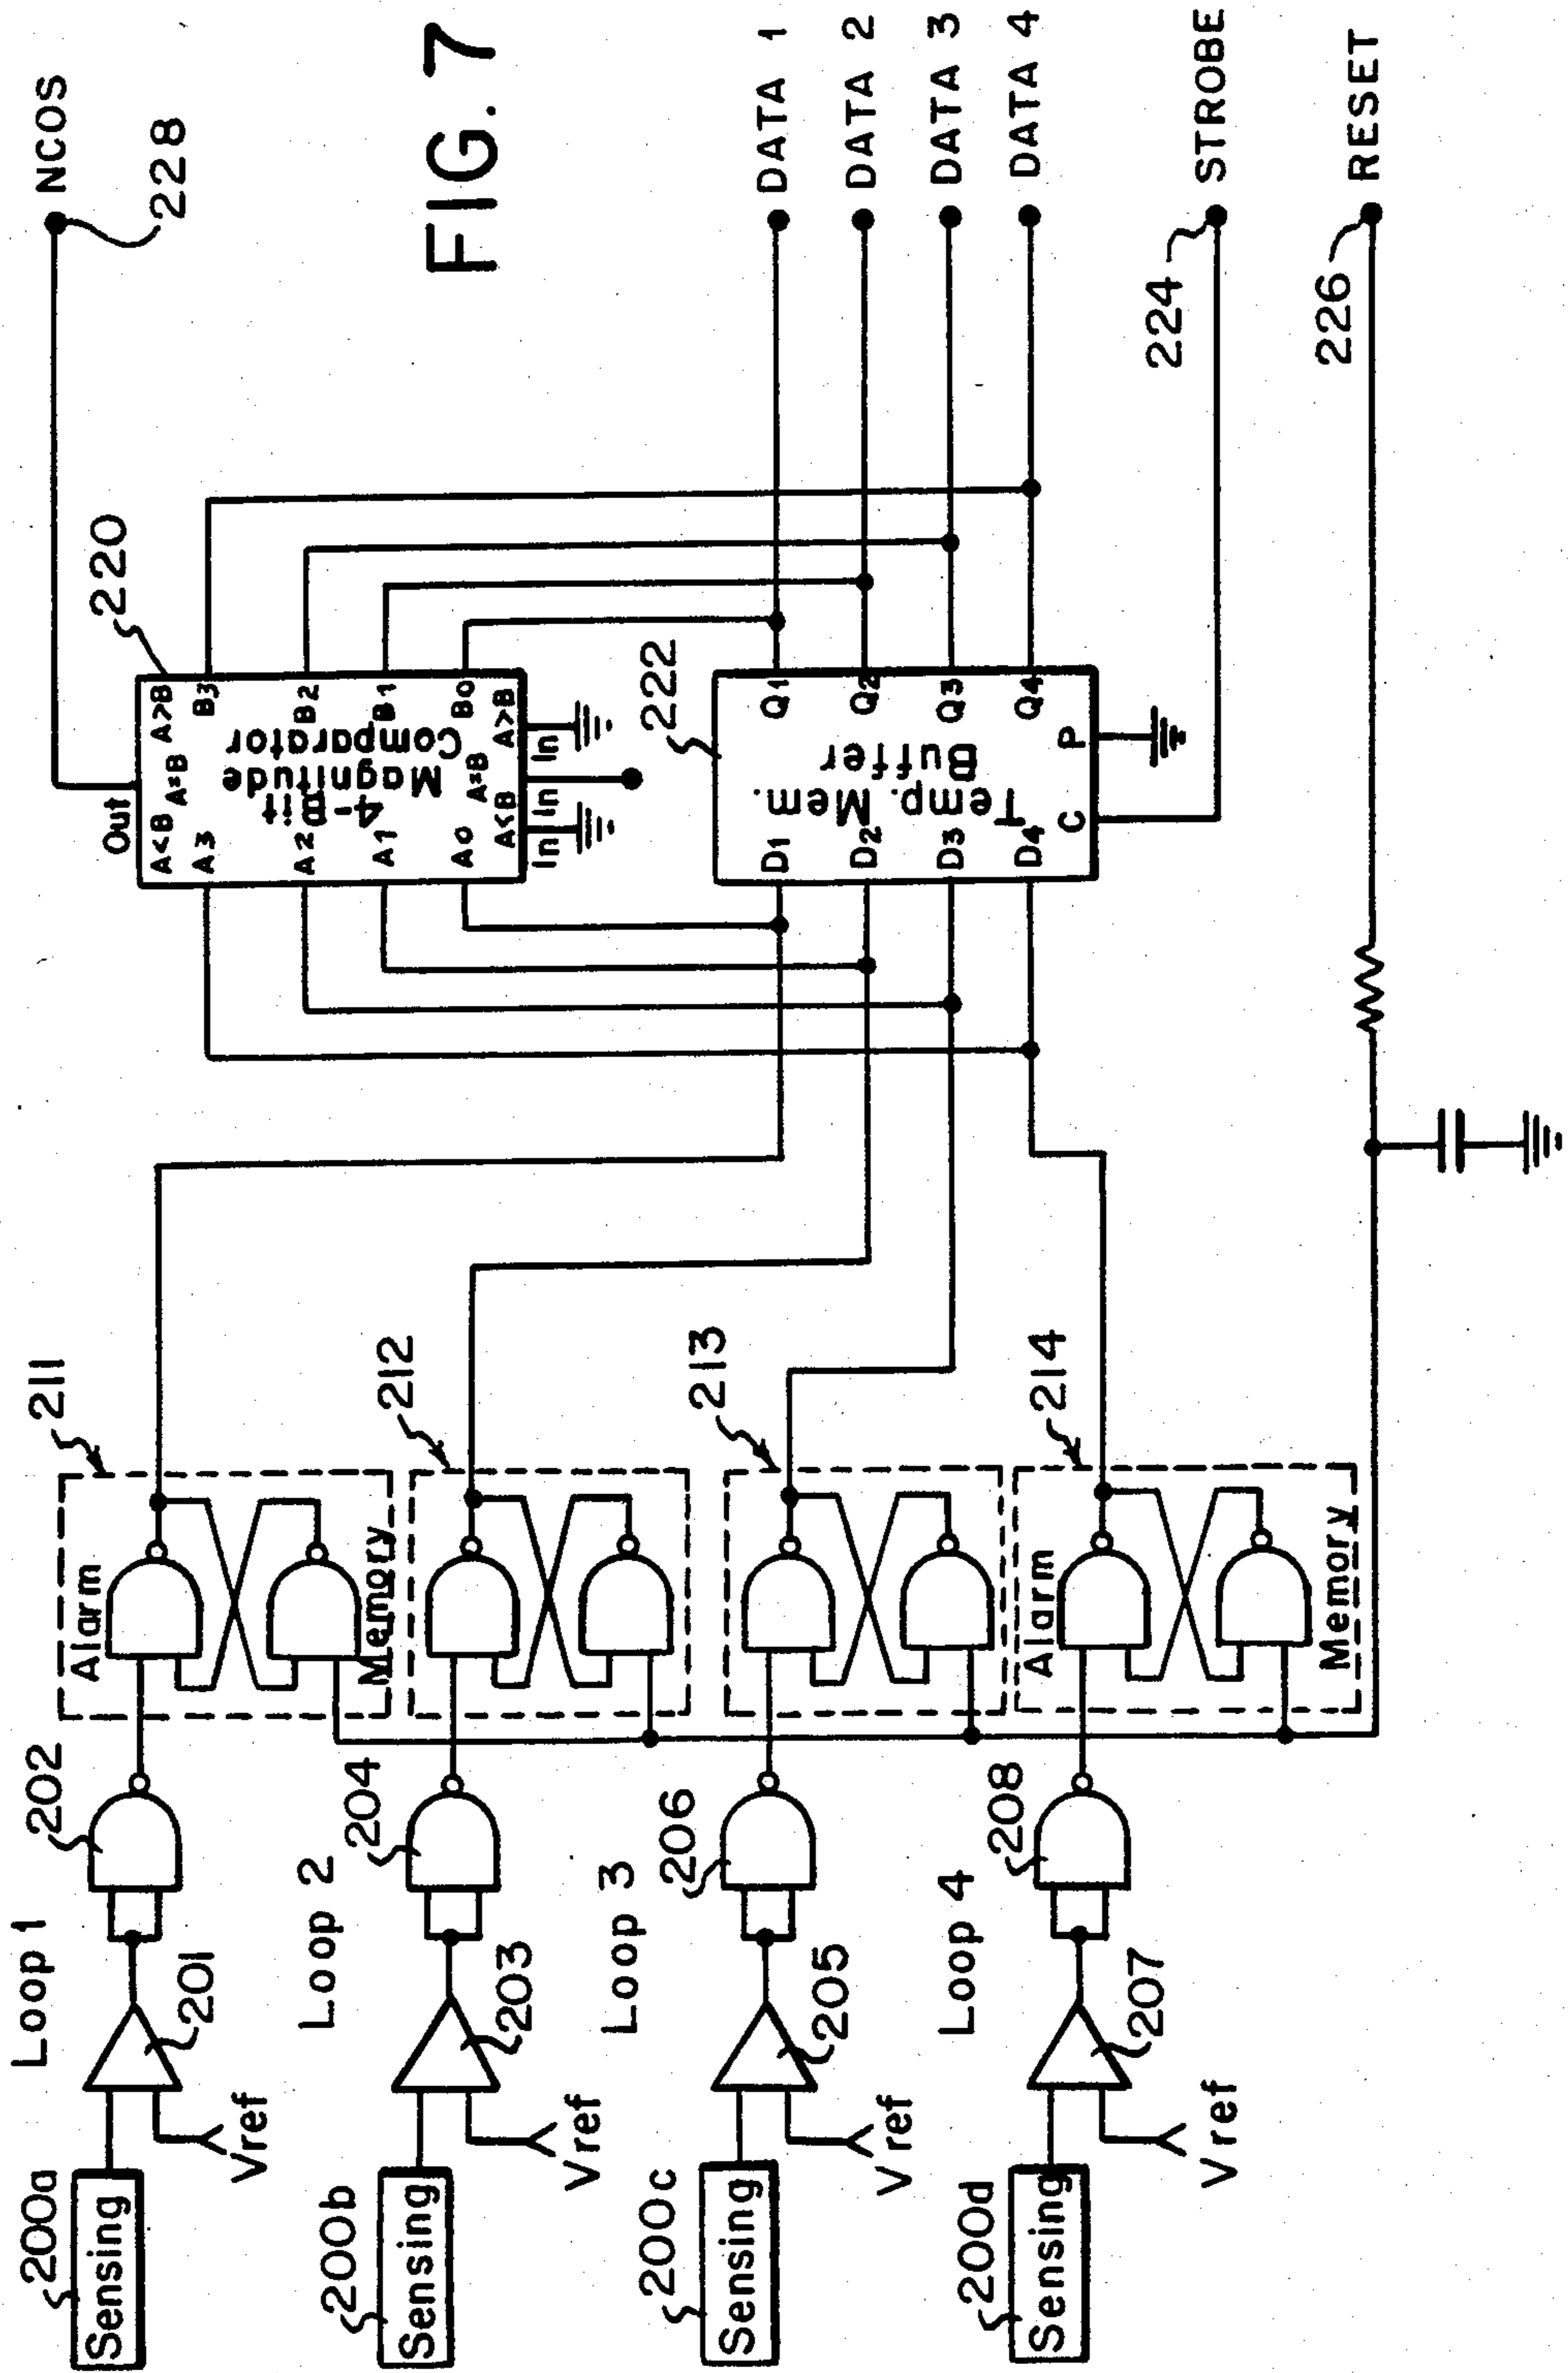 FIG. 7
Loop 1
200a
Sensing
Vref
201
202
211
Alarm
Memory
Loop 2
200b
Sensing
Vref
203
204
212
Loop 3
200c
Sensing
Vref
205
206
213
Loop 4
200d
Sensing
Vref
207
208
214
Alarm
Memory
220
Out
A<B A=B A>B
A3 B3
A2 B2
A1 B1
A0 B0
4-Bit
Magnitude
Comparator
A<B A=B A>B
In In In
222
D1 Q1
D2 Q2
D3 Q3
D4 Q4
Temp. Mem.
Buffer
C P
NCOS
228
DATA 1
DATA 2
DATA 3
DATA 4
224
STROBE
226
RESET